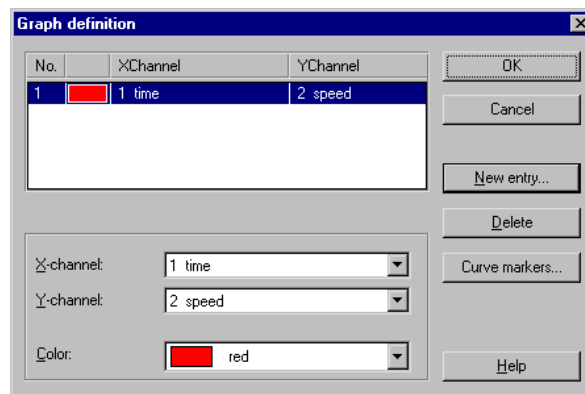 Graph definition
No. XChannel YChannel
1 1 time 2 speed
OK
Cancel
New entry...
Delete
X-channel: 1 time
Y-channel: 2 speed
Color: red
Curve markers...
Help